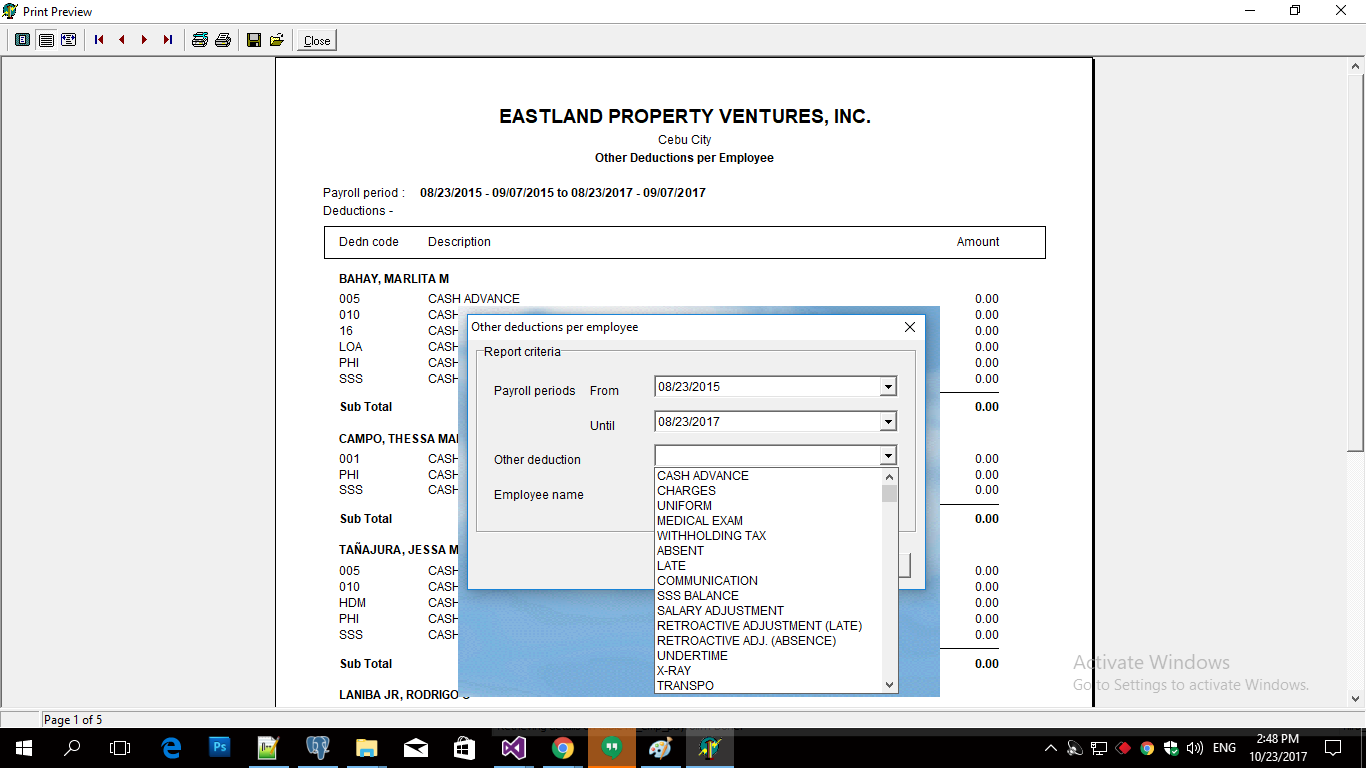 Print Preview
Close
EASTLAND PROPERTY VENTURES, INC.
Cebu City
Other Deductions per Employee
Payroll period : 08/23/2015 - 09/07/2015 to 08/23/2017 - 09/07/2017
Deductions -
Dedn code Description Amount
BAHAY, MARLITA M
005 CASH ADVANCE 0.00
010 CASH 0.00
16 CASH 0.00
LOA CASH 0.00
PHI CASH 0.00
SSS CASH 0.00
Sub Total 0.00
CAMPO, THESSA MA
001 CASH 0.00
PHI CASH 0.00
SSS CASH 0.00
Sub Total 0.00
TAÑAJURA, JESSA M
005 CASH 0.00
010 CASH 0.00
HDM CASH 0.00
PHI CASH 0.00
SSS CASH 0.00
Sub Total 0.00
LANIBA JR, RODRIGO
Other deductions per employee
Report criteria
Payroll periods From 08/23/2015
Until 08/23/2017
Other deduction
Employee name
CASH ADVANCE
CHARGES
UNIFORM
MEDICAL EXAM
WITHHOLDING TAX
ABSENT
LATE
COMMUNICATION
SSS BALANCE
SALARY ADJUSTMENT
RETROACTIVE ADJUSTMENT (LATE)
RETROACTIVE ADJ. (ABSENCE)
UNDERTIME
X-RAY
TRANSPO
Activate Windows
Go to Settings to activate Windows.
Page 1 of 5
Ps
ENG
2:48 PM
10/23/2017